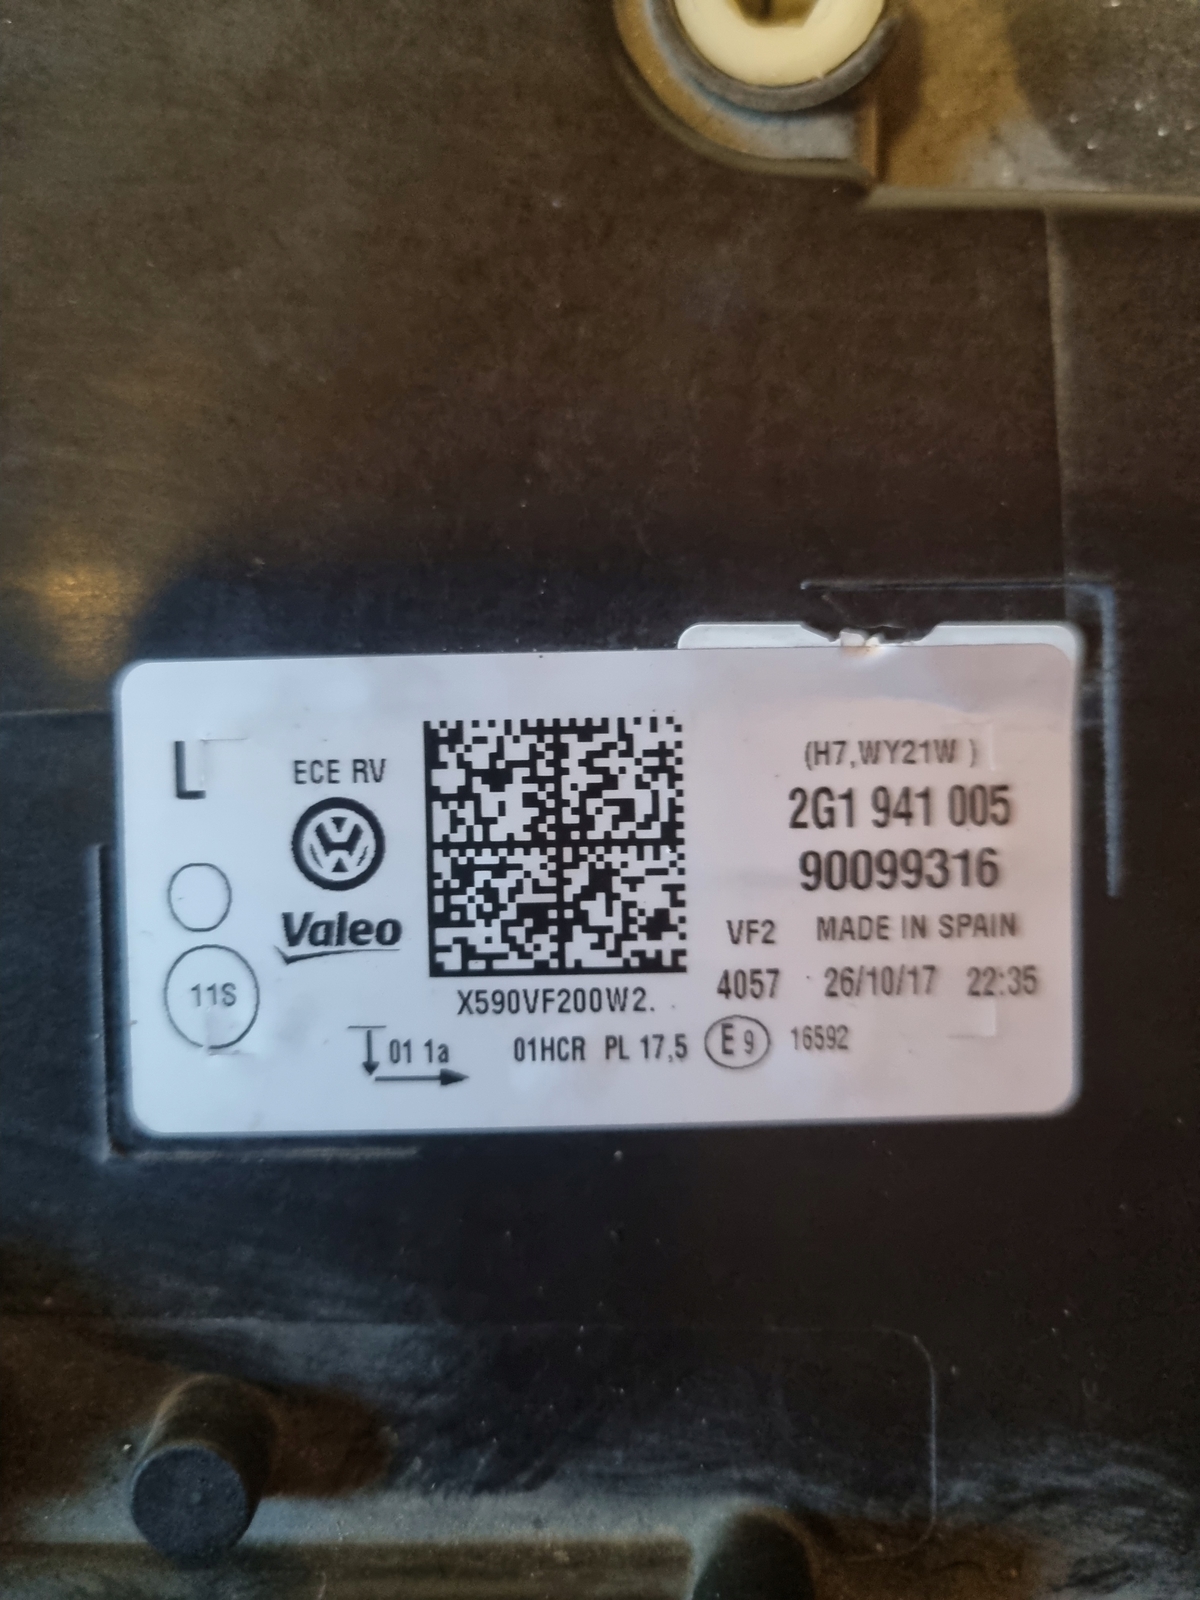 L
ECE RV
Valeo
11S
X590VF200W2.
(H7,WY21W )
2G1 941 005
90099316
VF2 MADE IN SPAIN
4057 26/10/17 22:35
01 1a 01HCR PL 17,5 E9 16592